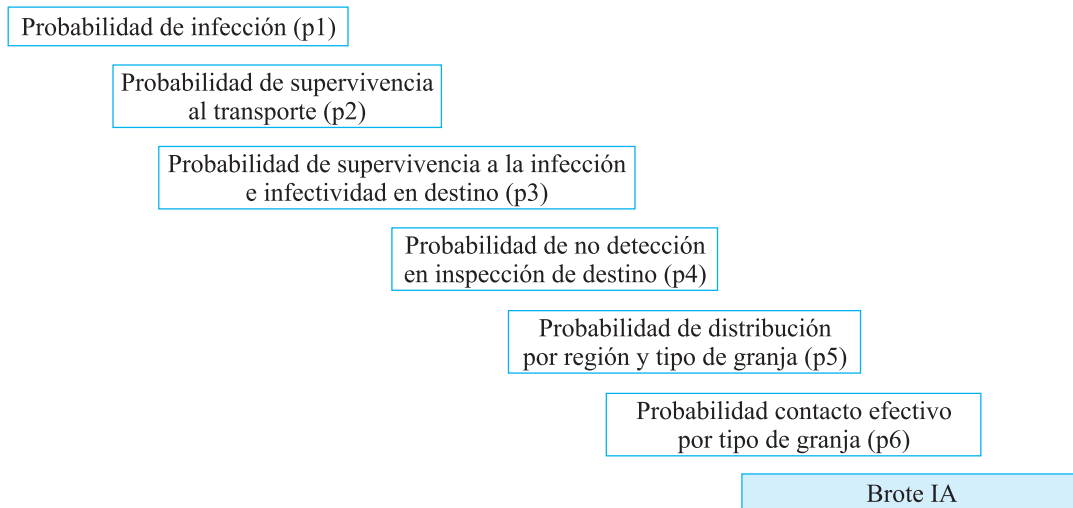 Probabilidad de infección (p1)
Probabilidad de supervivencia
al transporte (p2)
Probabilidad de supervivencia a la infección
e infectividad en destino (p3)
Probabilidad de no detección
en inspección de destino (p4)
Probabilidad de distribución
por región y tipo de granja (p5)
Probabilidad contacto efectivo
por tipo de granja (p6)
Brote IA